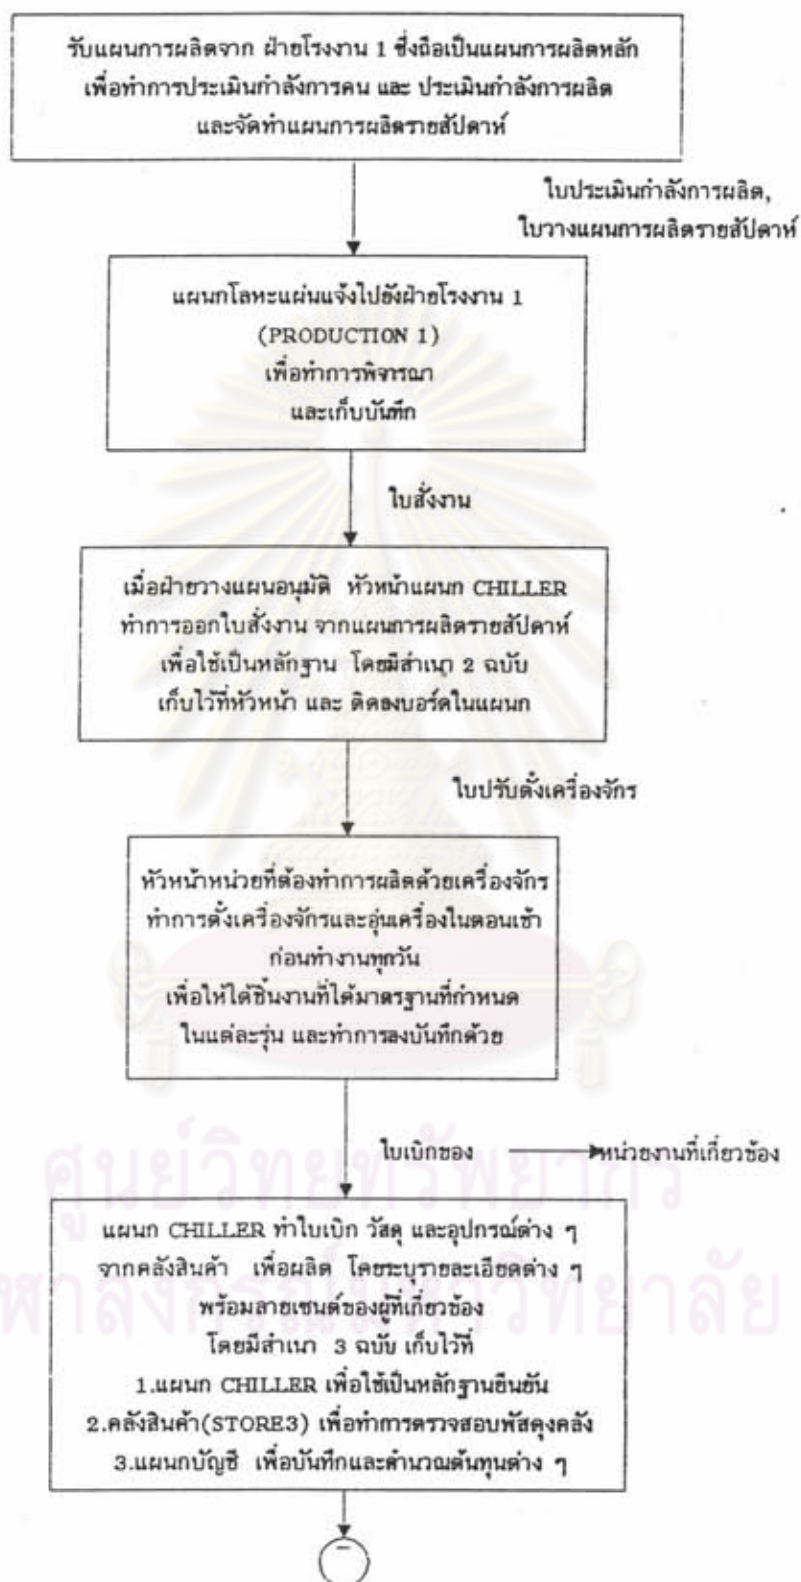 รับแผนการผลิตจาก ฝ่ายโรงงาน 1 ซึ่งถือเป็นแผนการผลิตหลัก
เพื่อทำการประเมินกำลังการคน และ ประเมินกำลังการผลิต
และจัดทำแผนการผลิตรายสัปดาห์
ใบประเมินกำลังการผลิต,
ใบวางแผนการผลิตรายสัปดาห์
แผนกโลหะแผ่นแจ้งไปยังฝ่ายโรงงาน 1
(PRODUCTION 1)
เพื่อทำการพิจารณา
และเก็บบันทึก
ใบสั่งงาน
เมื่อฝ่ายวางแผนอนุมัติ หัวหน้าแผนก CHILLER
ทำการออกใบสั่งงาน จากแผนการผลิตรายสัปดาห์
เพื่อใช้เป็นหลักฐาน โดยมีสำเนา 2 ฉบับ
เก็บไว้ที่หัวหน้า และ ติดลงบอร์ดในแผนก
ใบปรับตั้งเครื่องจักร
หัวหน้าหน่วยที่ต้องทำการผลิตด้วยเครื่องจักร
ทำการตั้งเครื่องจักรและอุ่นเครื่องในตอนเช้า
ก่อนทำงานทุกวัน
เพื่อให้ได้ชิ้นงานที่ได้มาตรฐานที่กำหนด
ในแต่ละรุ่น และทำการลงบันทึกด้วย
ใบเบิกของ หน่วยงานที่เกี่ยวข้อง
ศูนย์วิทยทรัพยากร
แผนก CHILLER ทำใบเบิก วัสดุ และอุปกรณ์ต่าง ๆ
จากคลังสินค้า เพื่อผลิต โดยระบุรายละเอียดต่าง ๆ
พร้อมลายเซนต์ของผู้ที่เกี่ยวข้อง
โดยมีสำเนา 3 ฉบับ เก็บไว้ที่
1.แผนก CHILLER เพื่อใช้เป็นหลักฐานยืนยัน
2.คลังสินค้า(STORE3) เพื่อทำการตรวจสอบพัสดุงคลัง
3.แผนกบัญชี เพื่อบันทึกและคำนวณต้นทุนต่าง ๆ